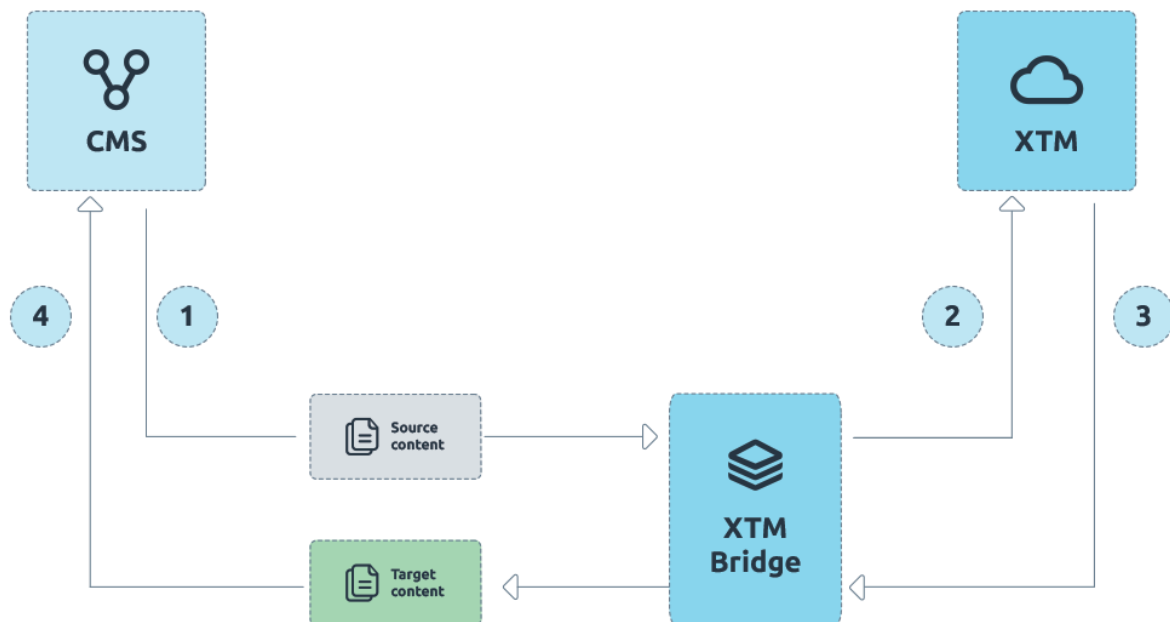 CMS
XTM
4
1
2
3
Source
content
XTM
Bridge
Target
content